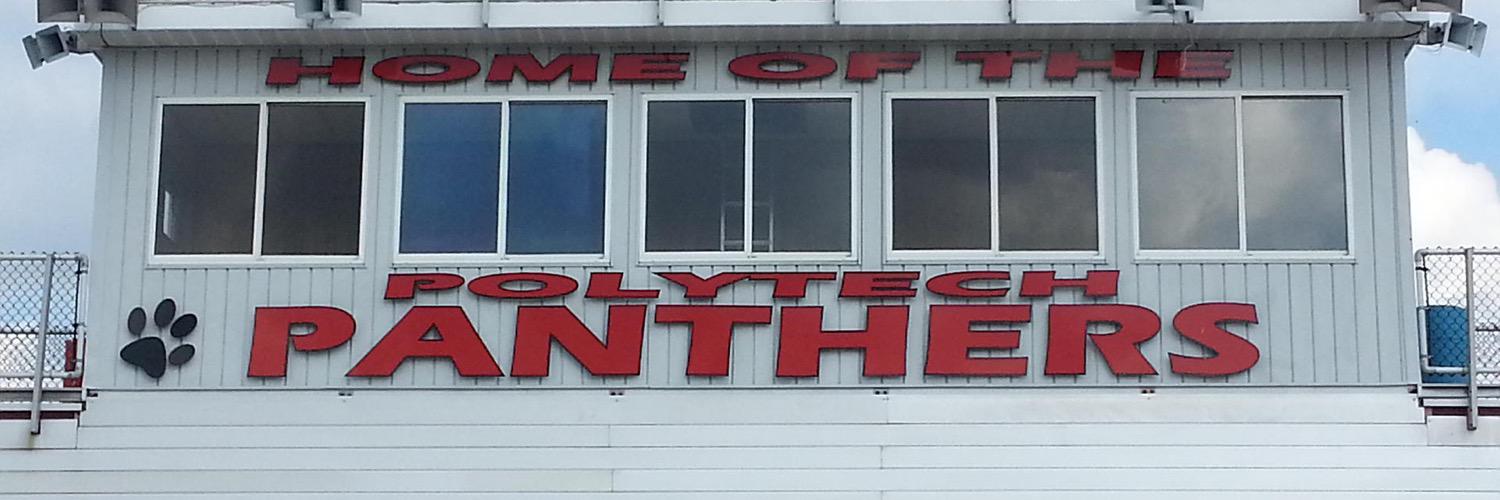 HOME OF THE
POLYTECH
PANTHERS